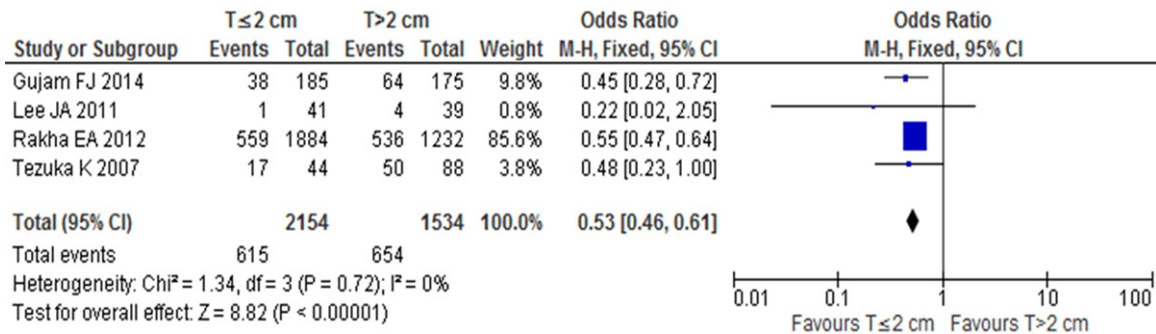 T≤2 cm T>2 cm Odds Ratio Odds Ratio
Study or Subgroup Events Total Events Total Weight M-H, Fixed, 95% CI M-H, Fixed, 95% CI
Gujam FJ 2014 38 185 64 175 9.8% 0.45 [0.28, 0.72]
Lee JA 2011 1 41 4 39 0.8% 0.22 [0.02, 2.05]
Rakha EA 2012 559 1884 536 1232 85.6% 0.55 [0.47, 0.64]
Tezuka K 2007 17 44 50 88 3.8% 0.48 [0.23, 1.00]
Total (95% CI) 2154 1534 100.0% 0.53 [0.46, 0.61]
Total events 615 654
Heterogeneity: Chi² = 1.34, df = 3 (P = 0.72); I² = 0%
Test for overall effect: Z = 8.82 (P < 0.00001)
0.01 0.1 1 10 100
Favours T≤2 cm Favours T>2 cm